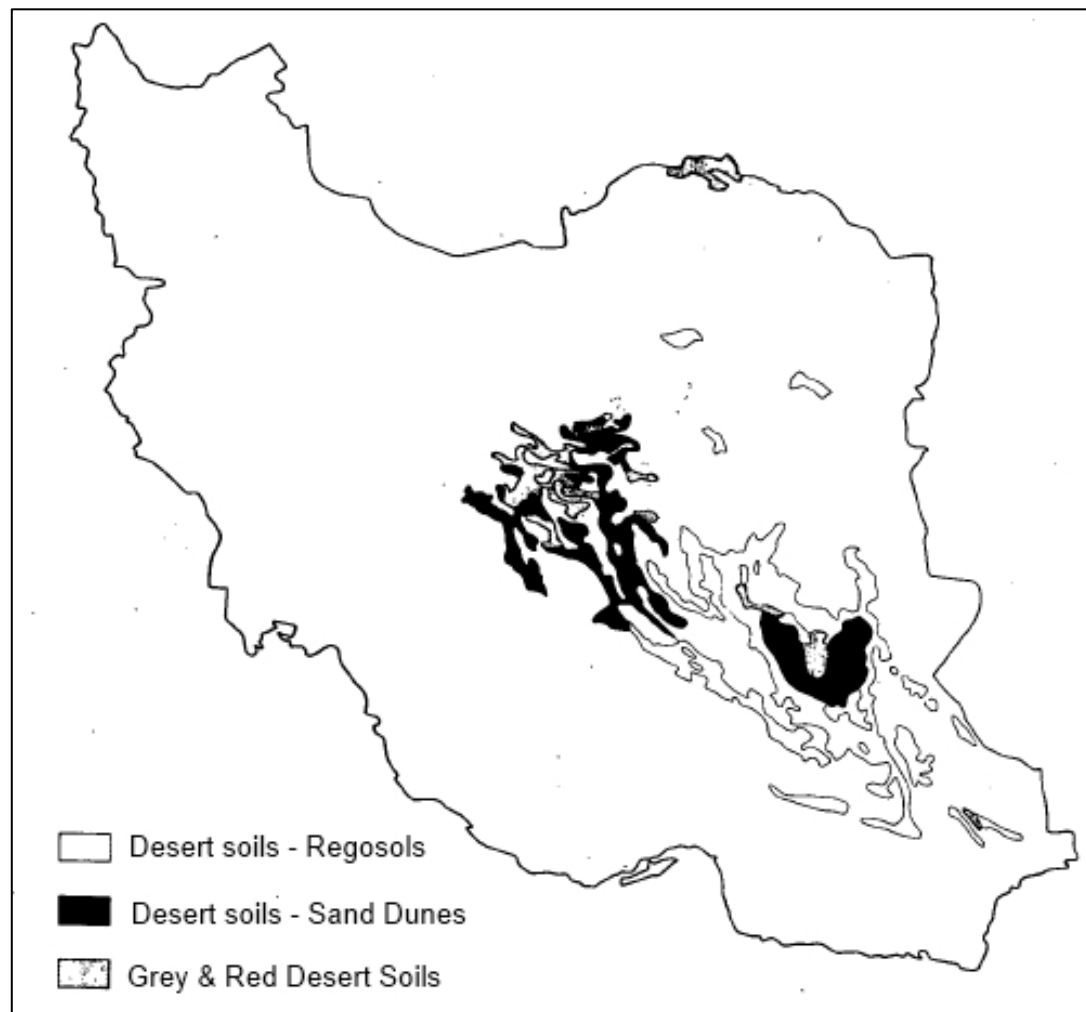 Desert soils - Regosols
Desert soils - Sand Dunes
Grey & Red Desert Soils